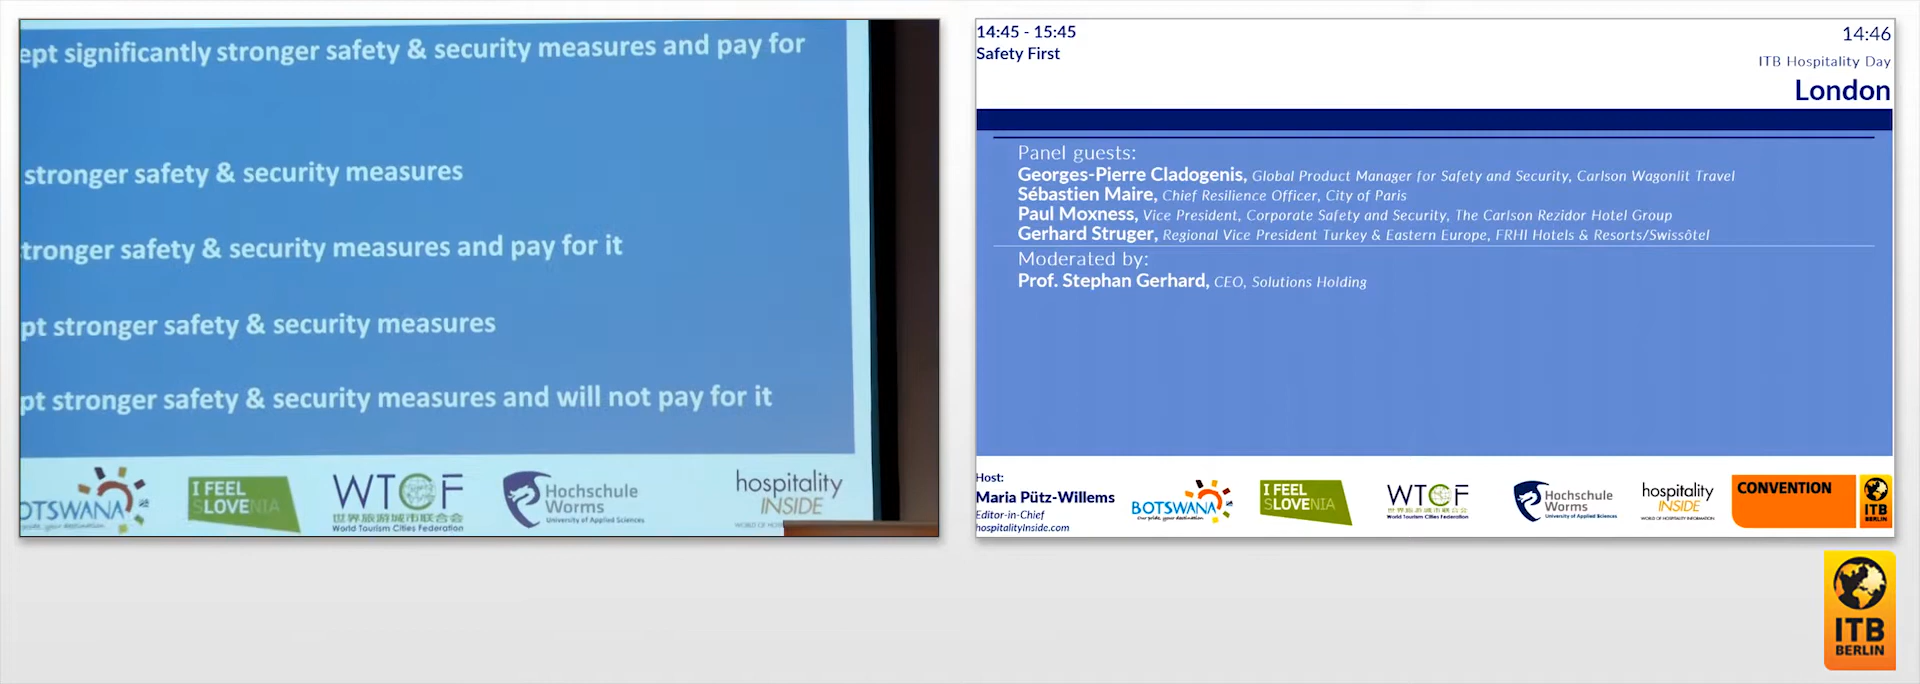 ept significantly stronger safety & security measures and pay for
stronger safety & security measures
tronger safety & security measures and pay for it
pt stronger safety & security measures
pt stronger safety & security measures and will not pay for it
OTSWANA
pride, your destination
I FEEL
SLOVENIA
WTCF
世界旅游城市联合会
World Tourism Cities Federation
Hochschule
Worms
University of Applied Sciences
hospitality
INSIDE
WORLD OF HOS
14:45 - 15:45
Safety First
14:46
ITB Hospitality Day
London
Panel guests:
Georges-Pierre Cladogenis, Global Product Manager for Safety and Security, Carlson Wagonlit Travel
Sébastien Maire, Chief Resilience Officer, City of Paris
Paul Moxness, Vice President, Corporate Safety and Security, The Carlson Rezidor Hotel Group
Gerhard Struger, Regional Vice President Turkey & Eastern Europe, FRHI Hotels & Resorts/Swissôtel
Moderated by:
Prof. Stephan Gerhard, CEO, Solutions Holding
Host:
Maria Pütz-Willems
Editor-in-Chief
hospitalityInside.com
BOTSWANA
Our pride, your destination
I FEEL
SLOVENIA
WTCF
世界旅游城市联合会
World Tourism Cities Federation
Hochschule
Worms
University of Applied Sciences
hospitality
INSIDE
WORLD OF HOSPITALITY INFORMATION
CONVENTION
ITB
BERLIN
ITB
BERLIN